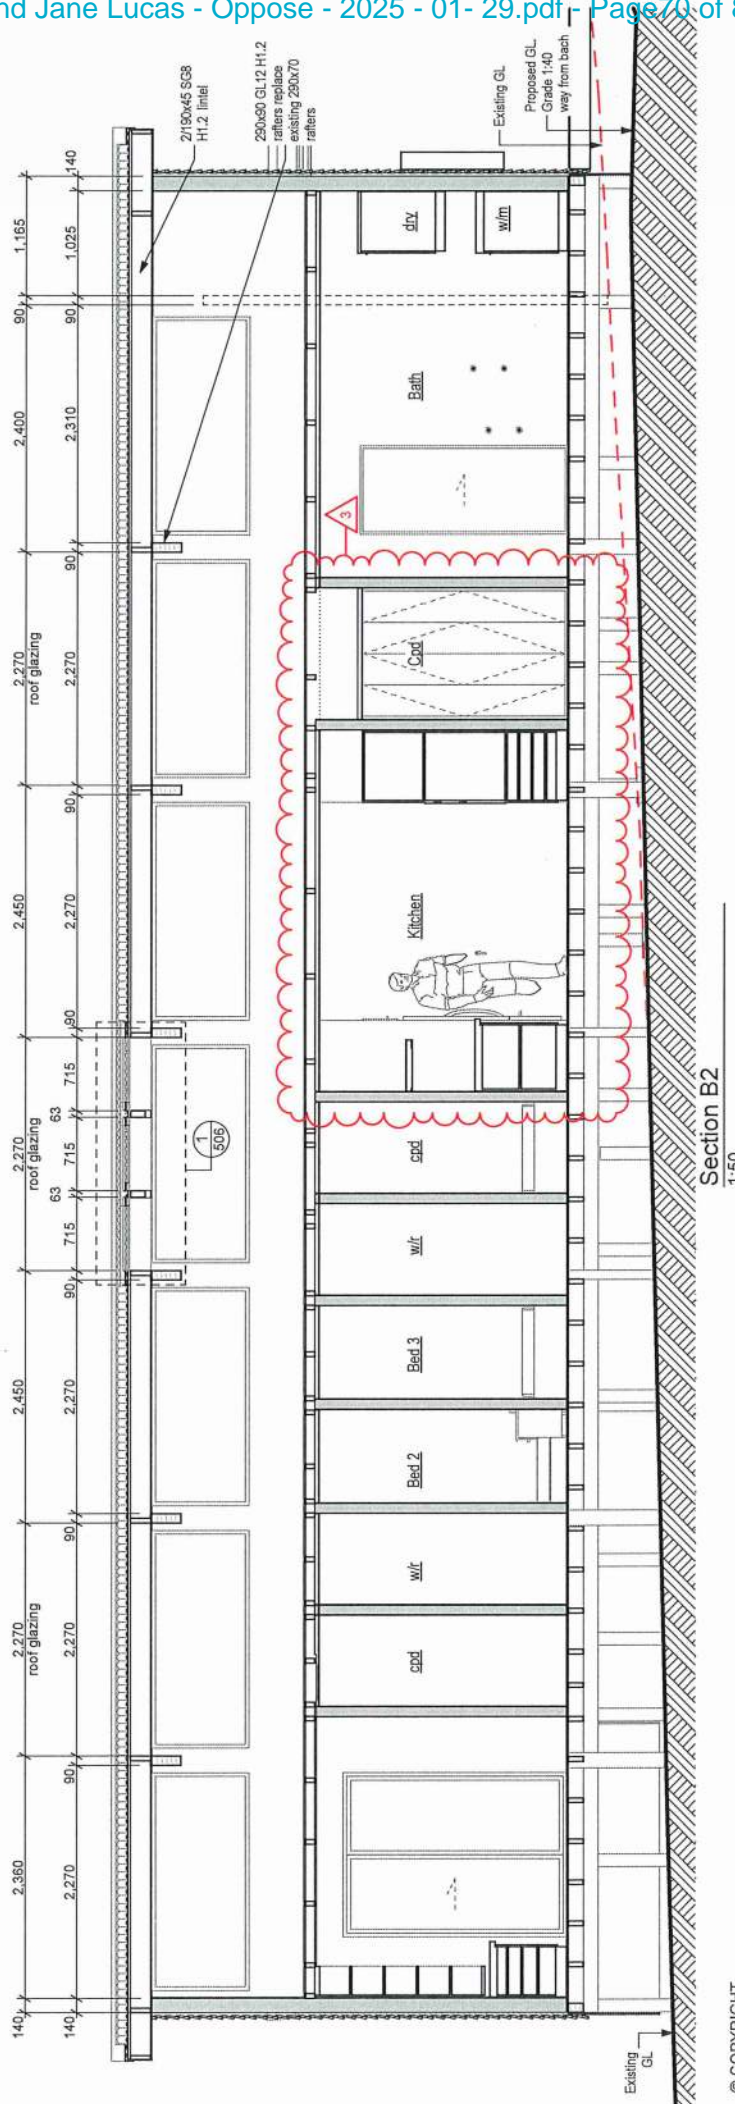 nd Jane Lucas - Oppose - 2025 - 01- 29.pdf - Page70 of 8
140 2,360 2,270 2,450 2,270 2,450 2,270 2,400 90 1,165
roof glazing roof glazing roof glazing
140 2,270 90 2,270 90 2,270 90 715 63 715 63 715 90 2,270 90 2,270 90 2,310 90 1,025 140
2/190x45 SG8
H1.2 lintel
290x90 GL12 H1.2
rafters replace
existing 290x70
rafters
1
506
3
cpd
w/r
Bed 2
Bed 3
w/r
cpd
Kitchen
Cpd
Bath
dry
w/m
Existing GL
Proposed GL.
Grade 1:40
way from bach
Existing
GL
Section B2
1:50
© COPYRIGHT